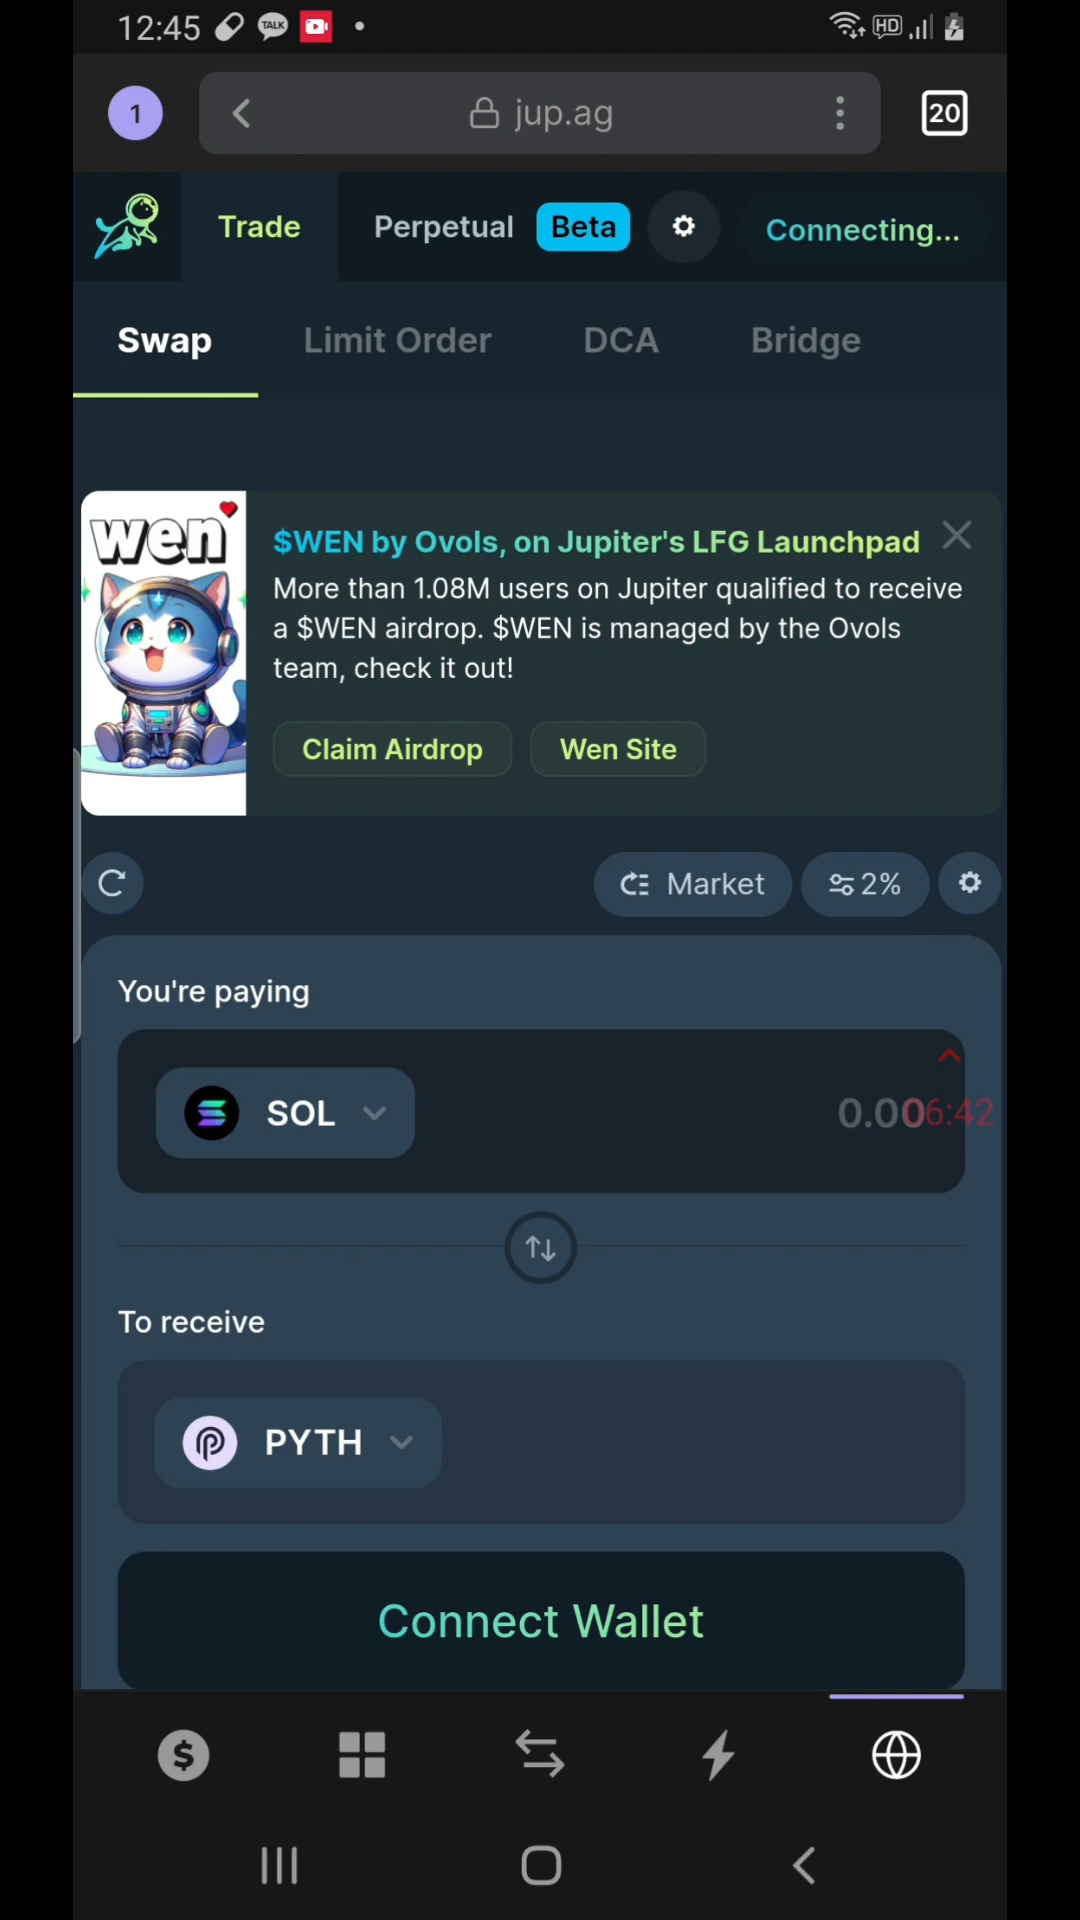 12:45
TALK
HD
1
jup.ag
20
Trade
Perpetual
Beta
Connecting...
Swap
Limit Order
DCA
Bridge
wen
$WEN by Ovols, on Jupiter's LFG Launchpad
More than 1.08M users on Jupiter qualified to receive
a $WEN airdrop. $WEN is managed by the Ovols
team, check it out!
Claim Airdrop
Wen Site
Market
2%
You're paying
SOL
0.00
06:42
To receive
PYTH
Connect Wallet